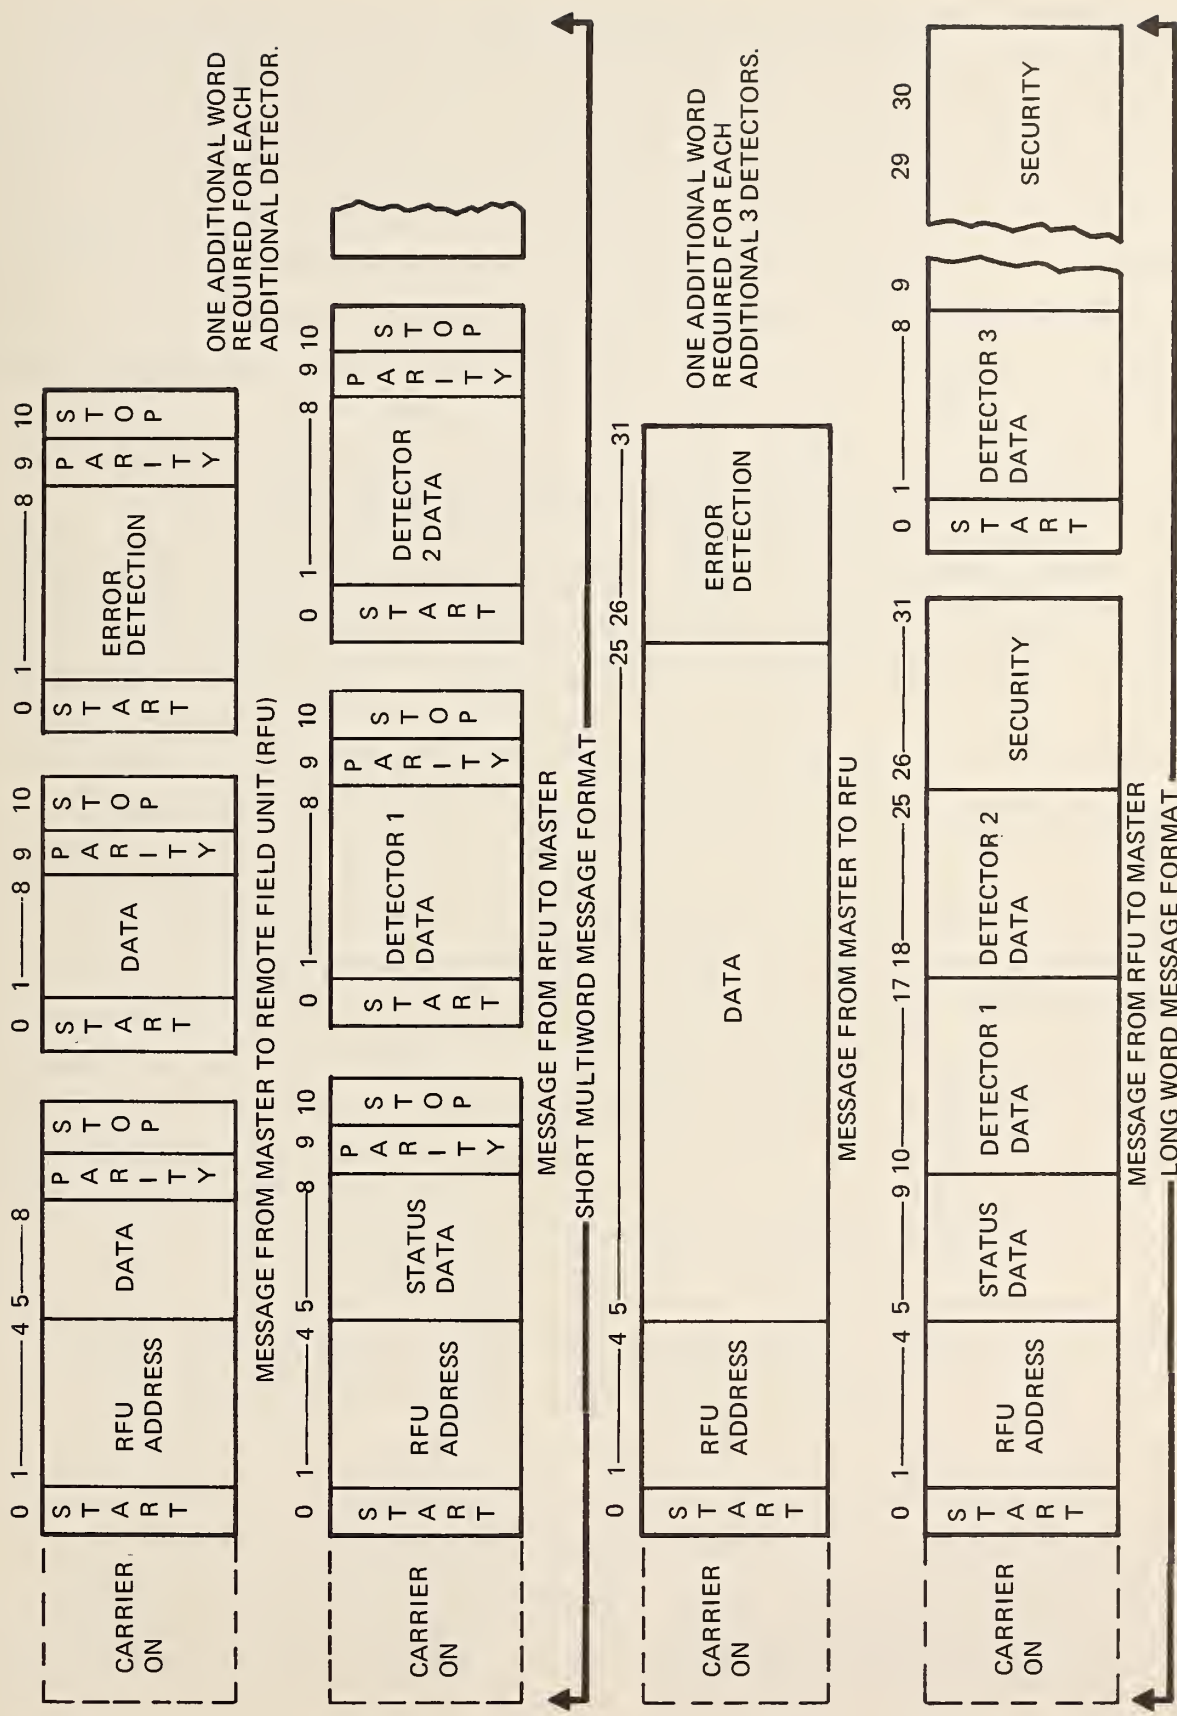 0 1 4 5 8 9 10 0 1 8 9 10 0 1 8 9 10
CARRIER
ON
START
RFU
ADDRESS
DATA
PARITY
STOP
START
DATA
PARITY
STOP
START
ERROR
DETECTION
PARITY
STOP
MESSAGE FROM MASTER TO REMOTE FIELD UNIT (RFU)
ONE ADDITIONAL WORD
REQUIRED FOR EACH
ADDITIONAL DETECTOR.
0 1 4 5 8 9 10 0 1 8 9 10 0 1 8 9 10
CARRIER
ON
START
RFU
ADDRESS
STATUS
DATA
PARITY
STOP
START
DETECTOR 1
DATA
PARITY
STOP
START
DETECTOR
2 DATA
PARITY
STOP
MESSAGE FROM RFU TO MASTER
SHORT MULTIWORD MESSAGE FORMAT
0 1 4 5 25 26 31
CARRIER
ON
START
RFU
ADDRESS
DATA
ERROR
DETECTION
ONE ADDITIONAL WORD
REQUIRED FOR EACH
ADDITIONAL 3 DETECTORS.
MESSAGE FROM MASTER TO RFU
0 1 4 5 9 10 17 18 25 26 31 0 1 8 9 29 30
CARRIER
ON
START
RFU
ADDRESS
STATUS
DATA
DETECTOR 1
DATA
DETECTOR 2
DATA
SECURITY
START
DETECTOR 3
DATA
SECURITY
MESSAGE FROM RFU TO MASTER
LONG WORD MESSAGE FORMAT